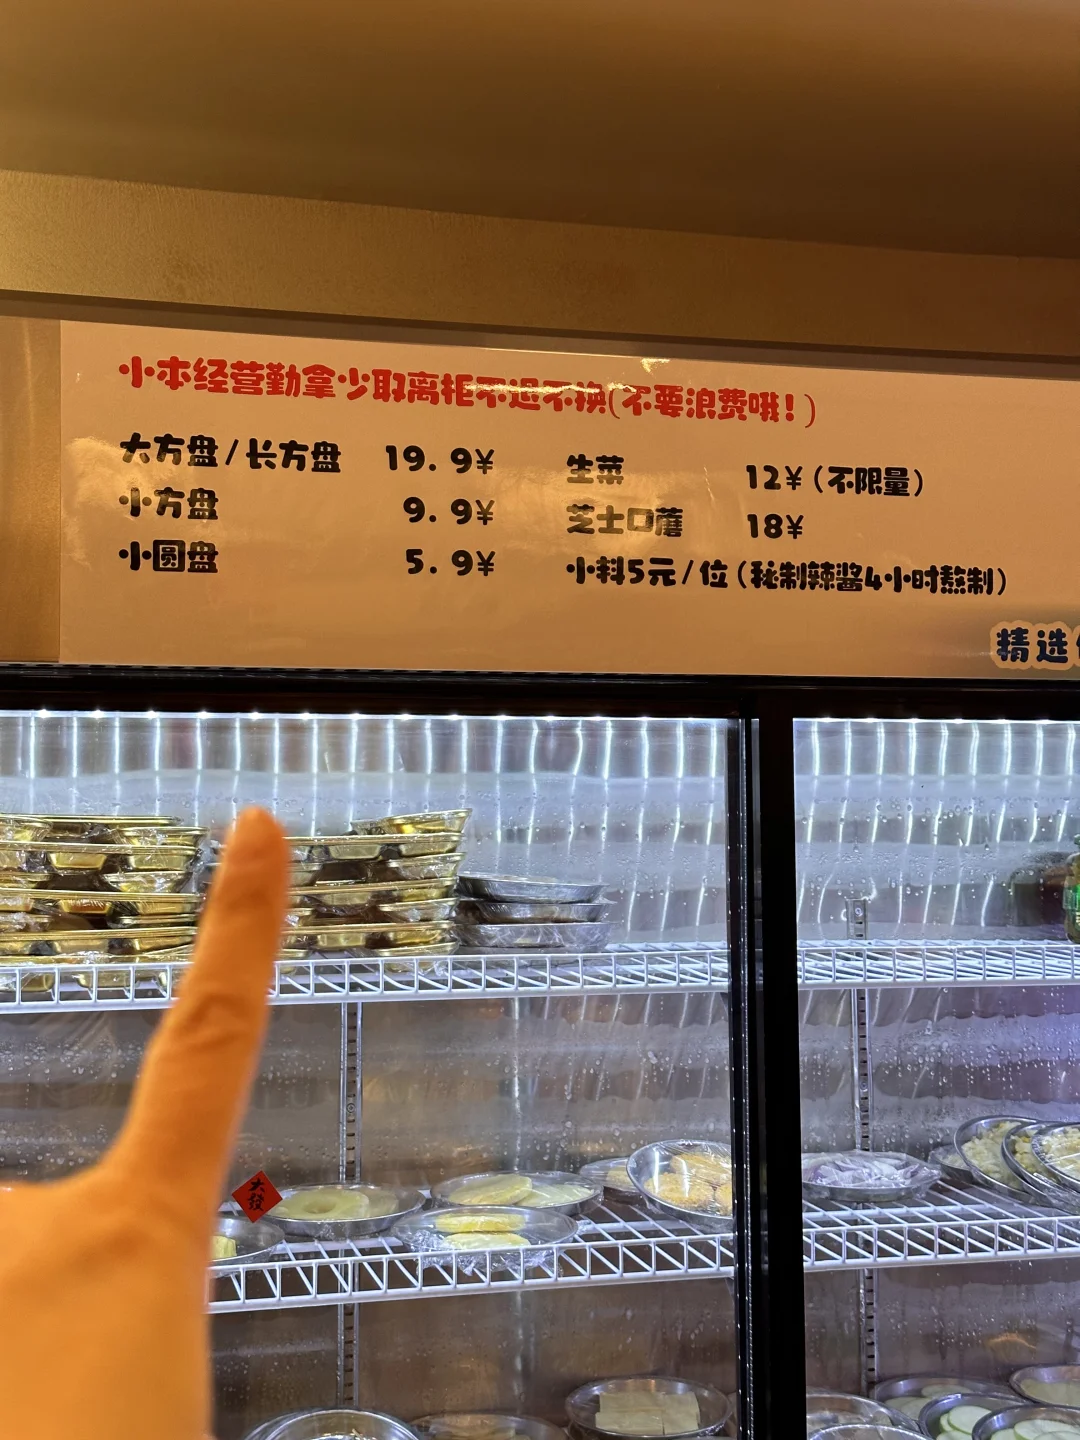 小本经营勤拿少取离柜不退不换(不要浪费哦!)
大方盘/长方盘 19.9¥
小方盘 9.9¥
小圆盘 5.9¥
生菜 12¥(不限量)
芝士口蘑 18¥
小料5元/位(秘制辣酱4小时熬制)
精选
大發